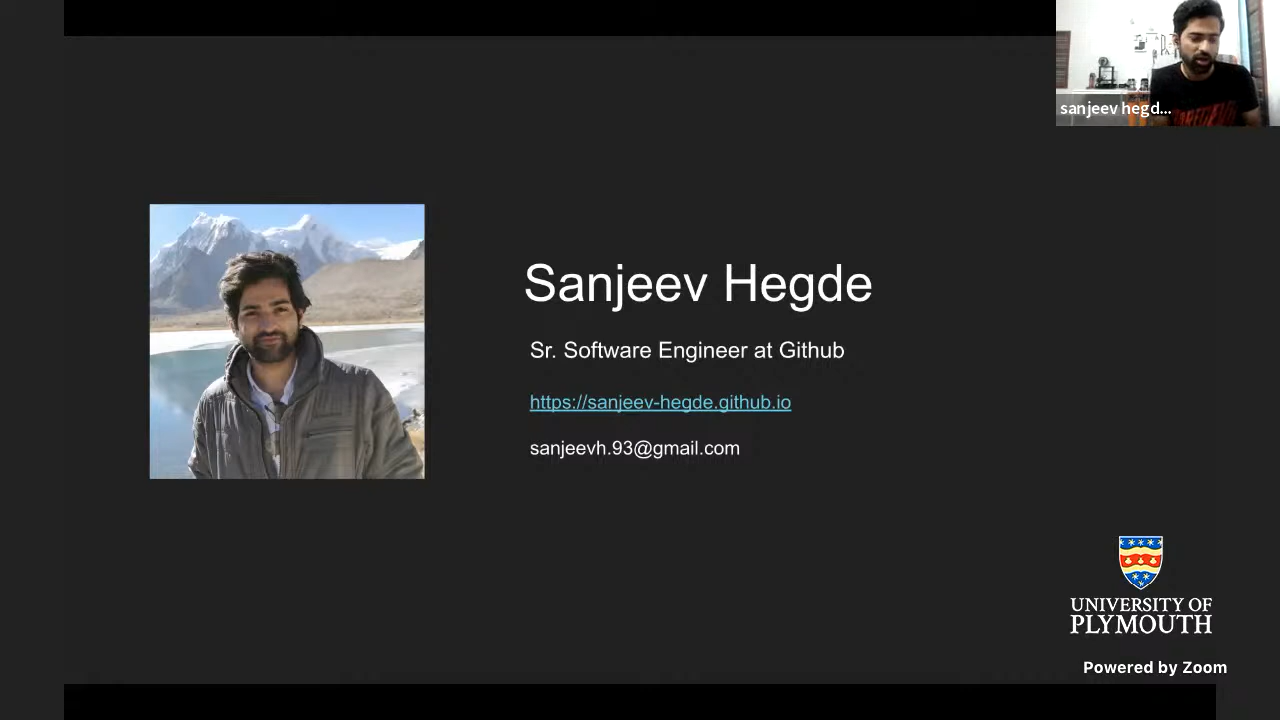 sanjeev hegd...
Sanjeev Hegde
Sr. Software Engineer at Github
https://sanjeev-hegde.github.io
sanjeevh.93@gmail.com
UNIVERSITY OF
PLYMOUTH
Powered by Zoom